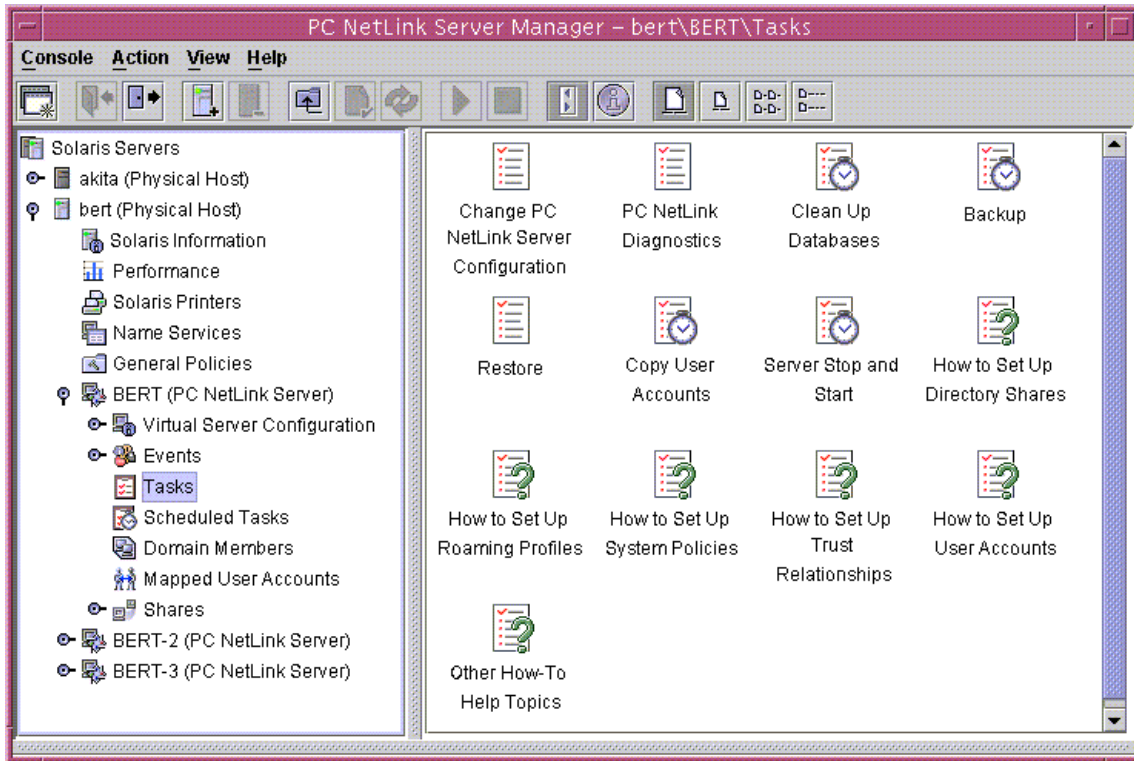 PC NetLink Server Manager – bert\BERT\Tasks
Console Action View Help
Solaris Servers
akita (Physical Host)
bert (Physical Host)
Solaris Information
Performance
Solaris Printers
Name Services
General Policies
BERT (PC NetLink Server)
Virtual Server Configuration
Events
Tasks
Scheduled Tasks
Domain Members
Mapped User Accounts
Shares
BERT-2 (PC NetLink Server)
BERT-3 (PC NetLink Server)
Change PC
NetLink Server
Configuration
PC NetLink
Diagnostics
Clean Up
Databases
Backup
Restore
Copy User
Accounts
Server Stop and
Start
How to Set Up
Directory Shares
How to Set Up
Roaming Profiles
How to Set Up
System Policies
How to Set Up
Trust
Relationships
How to Set Up
User Accounts
Other How-To
Help Topics